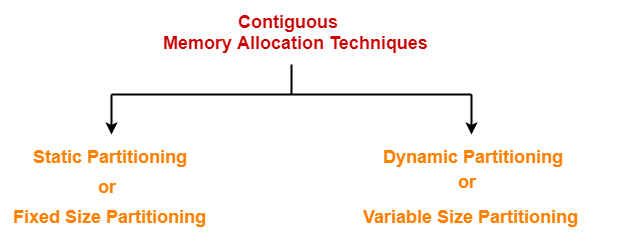 Contiguous
Memory Allocation Techniques
Static Partitioning
or
Fixed Size Partitioning
Dynamic Partitioning
or
Variable Size Partitioning